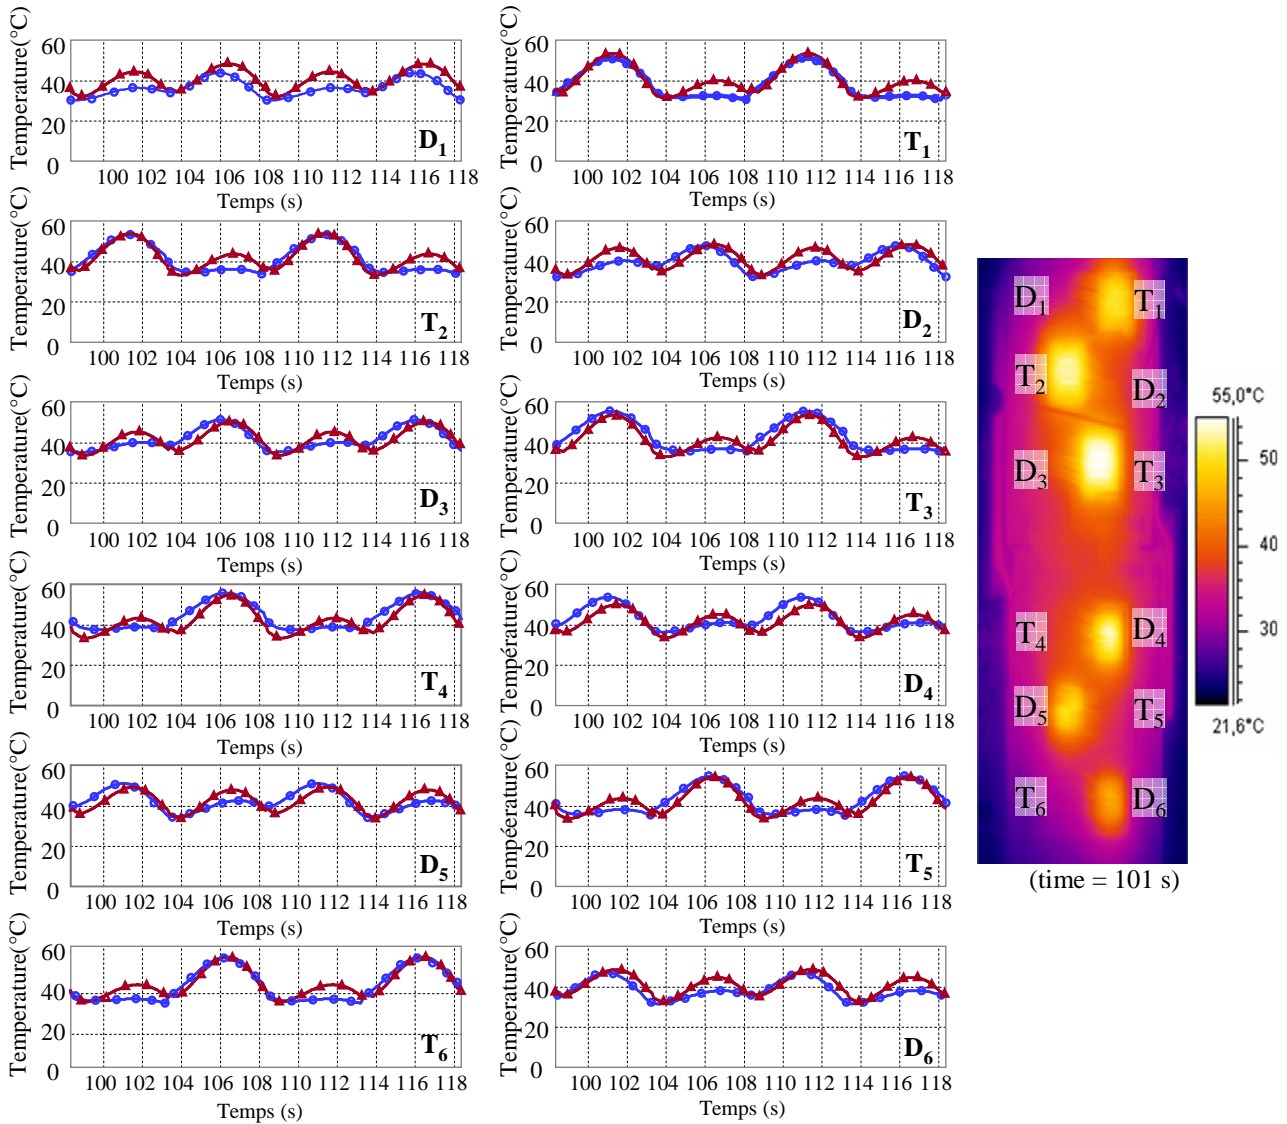 Temperature(°C)
60
40
20
0
D1
100 102 104 106 108 110 112 114 116 118
Temps (s)
Temperature(°C)
60
40
20
0
T1
100 102 104 106 108 110 112 114 116 118
Temps (s)
Temperature(°C)
60
40
20
0
T2
100 102 104 106 108 110 112 114 116 118
Temps (s)
Temperature(°C)
60
40
20
0
D2
100 102 104 106 108 110 112 114 116 118
Temps (s)
Temperature(°C)
60
40
20
0
D3
100 102 104 106 108 110 112 114 116 118
Temps (s)
Temperature(°C)
60
40
20
0
T3
100 102 104 106 108 110 112 114 116 118
Temps (s)
Temperature(°C)
60
40
20
0
T4
100 102 104 106 108 110 112 114 116 118
Temps (s)
Température(°C)
60
40
20
0
D4
100 102 104 106 108 110 112 114 116 118
Temps (s)
Temperature(°C)
60
40
20
0
D5
100 102 104 106 108 110 112 114 116 118
Temps (s)
Tempéerature(°C)
60
40
20
0
T5
100 102 104 106 108 110 112 114 116 118
Temps (s)
Temperature(°C)
60
40
20
0
T6
100 102 104 106 108 110 112 114 116 118
Temps (s)
Temperature(°C)
60
40
20
0
D6
100 102 104 106 108 110 112 114 116 118
Temps (s)
D1 T1
T2 D2
D3 T3
T4 D4
D5 T5
T6 D6
(time = 101 s)
55,0°C
50
40
30
21,6°C